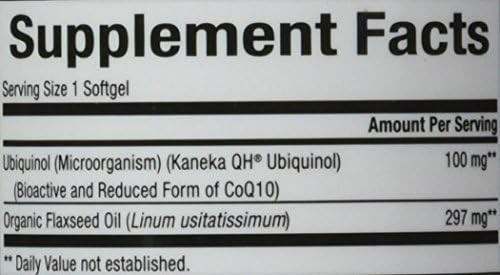 Supplement Facts
Serving Size 1 Softgel
Amount Per Serving
Ubiquinol (Microorganism) (Kaneka QH® Ubiquinol) 100 mg**
(Bioactive and Reduced Form of CoQ10)
Organic Flaxseed Oil (Linum usitatissimum) 297 mg**
** Daily Value not established.